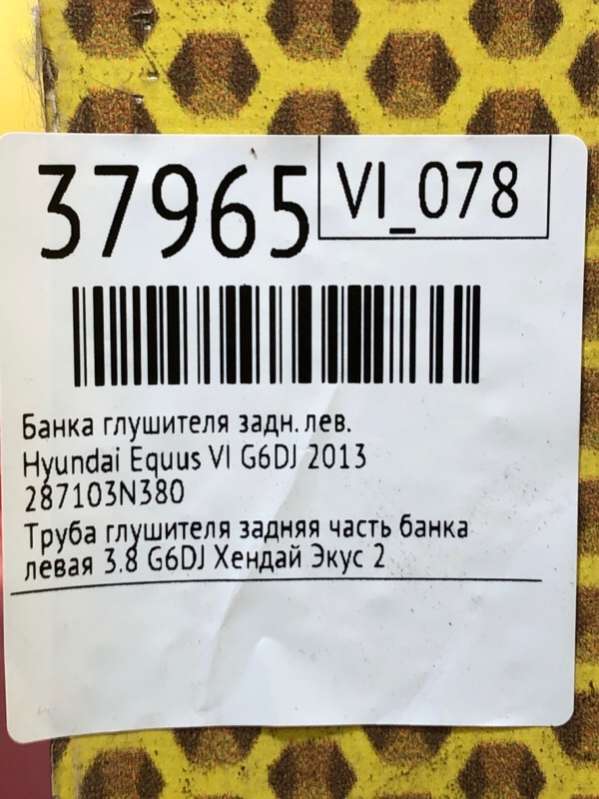 37965
VI_078
Банка глушителя задн. лев.
Hyundai Equus VI G6DJ 2013
287103N380
Труба глушителя задняя часть банка
левая 3.8 G6DJ Хендай Экус 2